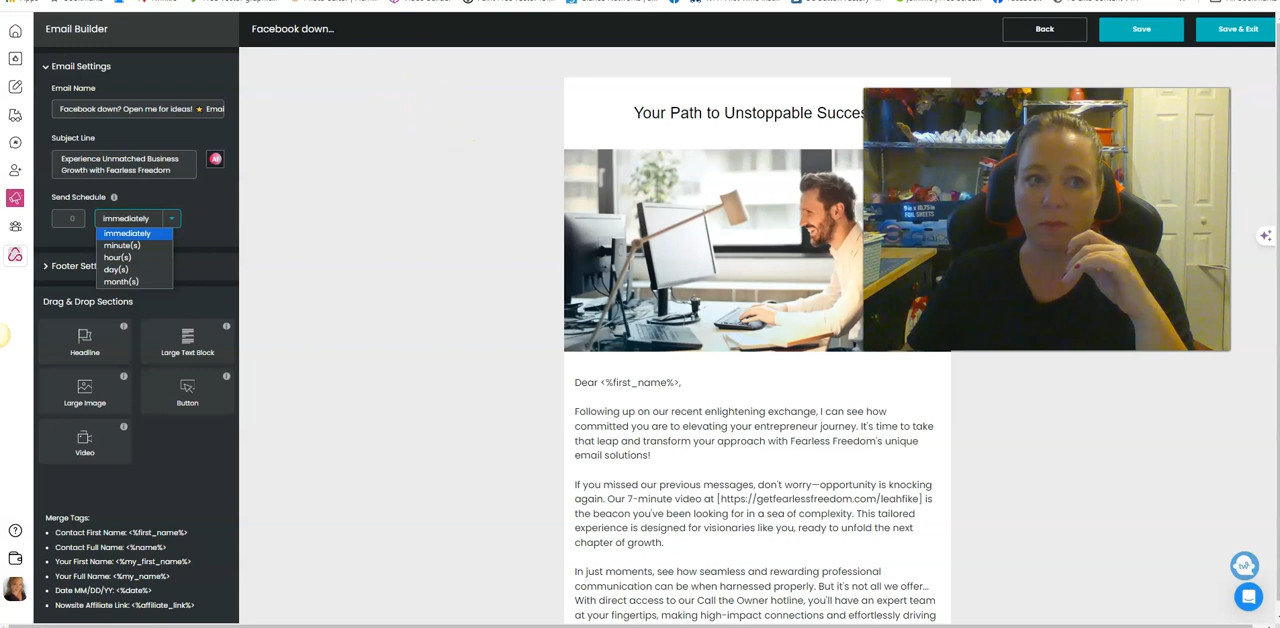 Email Builder
Facebook down...
Back
Save
Save & Exit
Email Settings
Email Name
Facebook down? Open me for ideas! ⭐ Emai
Subject Line
Experience Unmatched Business
Growth with Fearless Freedom
AI
Send Schedule
0
immediately
immediately
minute(s)
hour(s)
day(s)
month(s)
Footer Sett
Drag & Drop Sections
Headline
Large Text Block
Large Image
Button
Video
Merge Tags:
• Contact First Name: <%first_name%>
• Contact Full Name: <%name%>
• Your First Name: <%my_first_name%>
• Your Full Name: <%my_name%>
• Date MM/DD/YY: <%date%>
• Nowsite Affiliate Link: <%affiliate_link%>
Your Path to Unstoppable Succes
9 in x 10.75 in
FOIL SHEETS
Dear <%first_name%>,
Following up on our recent enlightening exchange, I can see how
committed you are to elevating your entrepreneur journey. It's time to take
that leap and transform your approach with Fearless Freedom's unique
email solutions!
If you missed our previous messages, don't worry—opportunity is knocking
again. Our 7-minute video at [https://getfearlessfreedom.com/leahfike] is
the beacon you've been looking for in a sea of complexity. This tailored
experience is designed for visionaries like you, ready to unfold the next
chapter of growth.
In just moments, see how seamless and rewarding professional
communication can be when harnessed properly. But it's not all we offer...
With direct access to our Call the Owner hotline, you'll have an expert team
at your fingertips, making high-impact connections and effortlessly driving